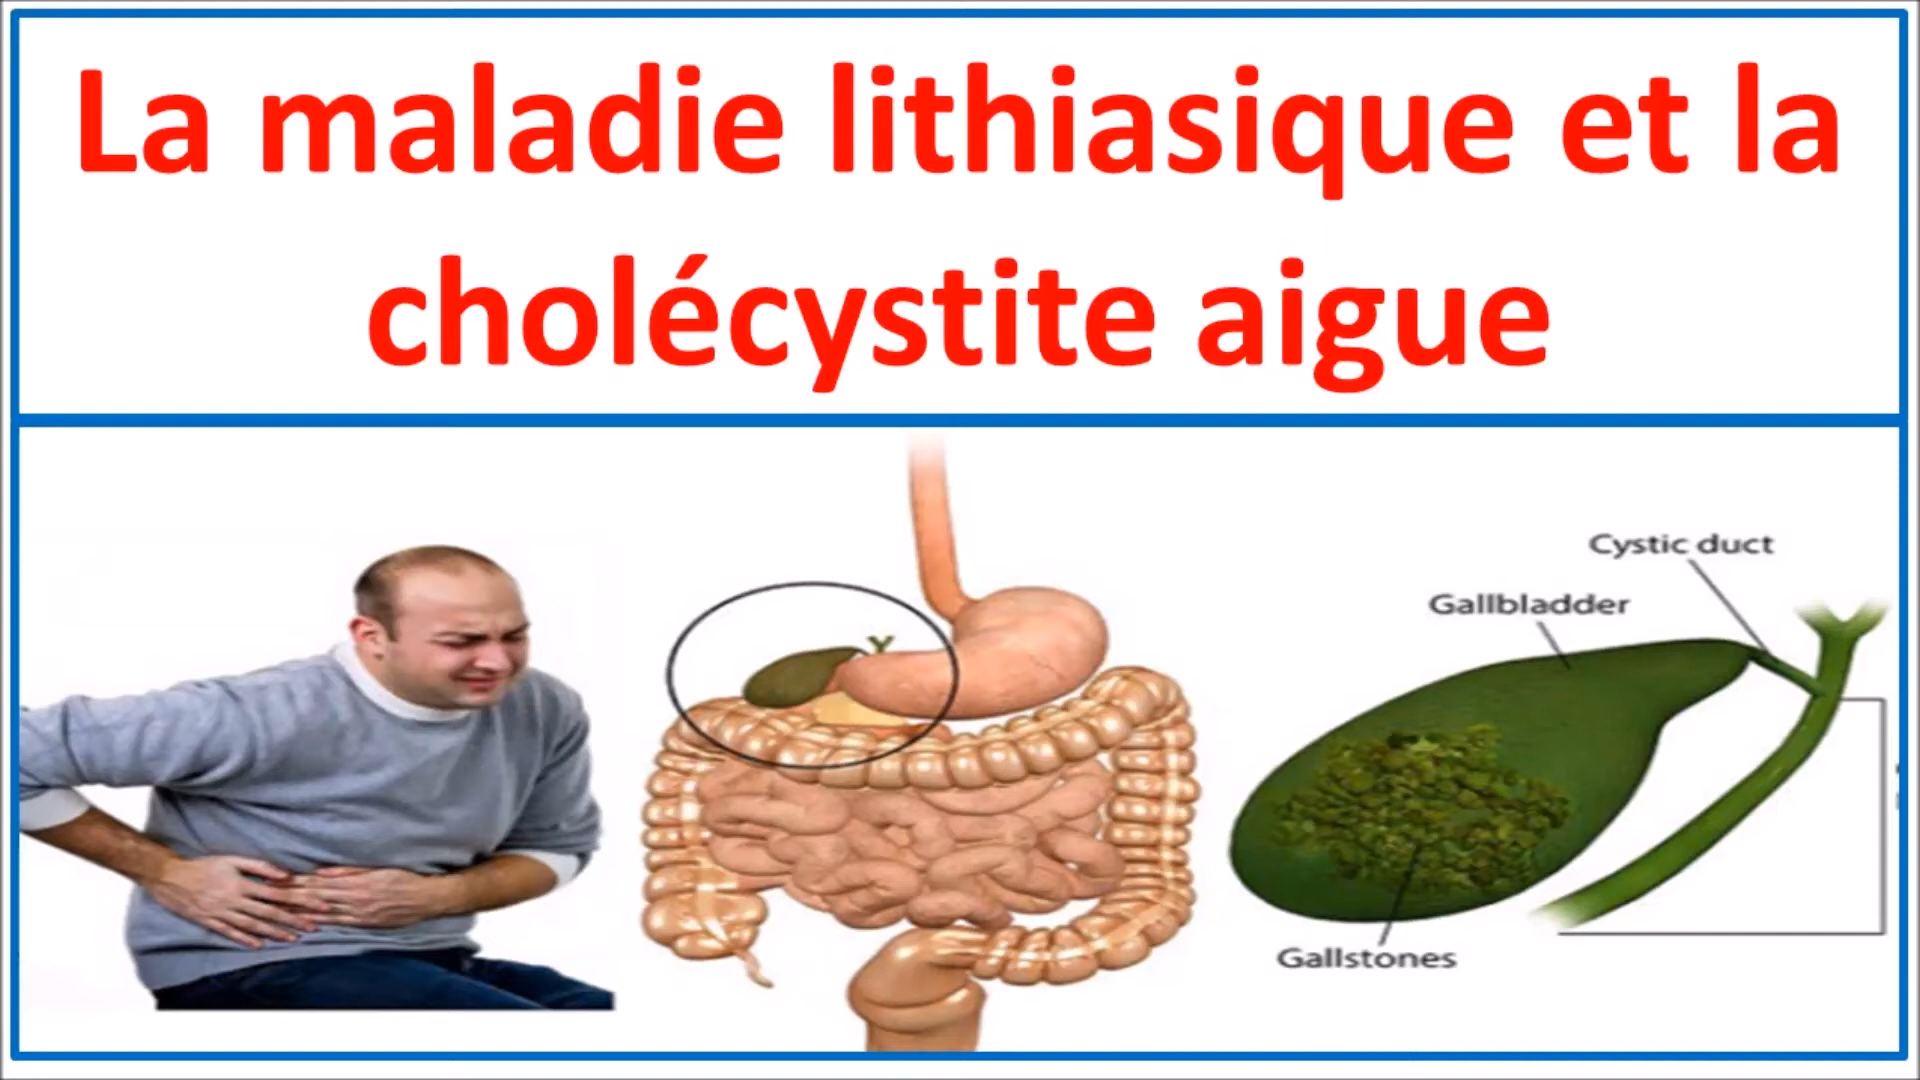 La maladie lithiasique et la
cholécystite aigue
Cystic duct
Gallbladder
Gallstones